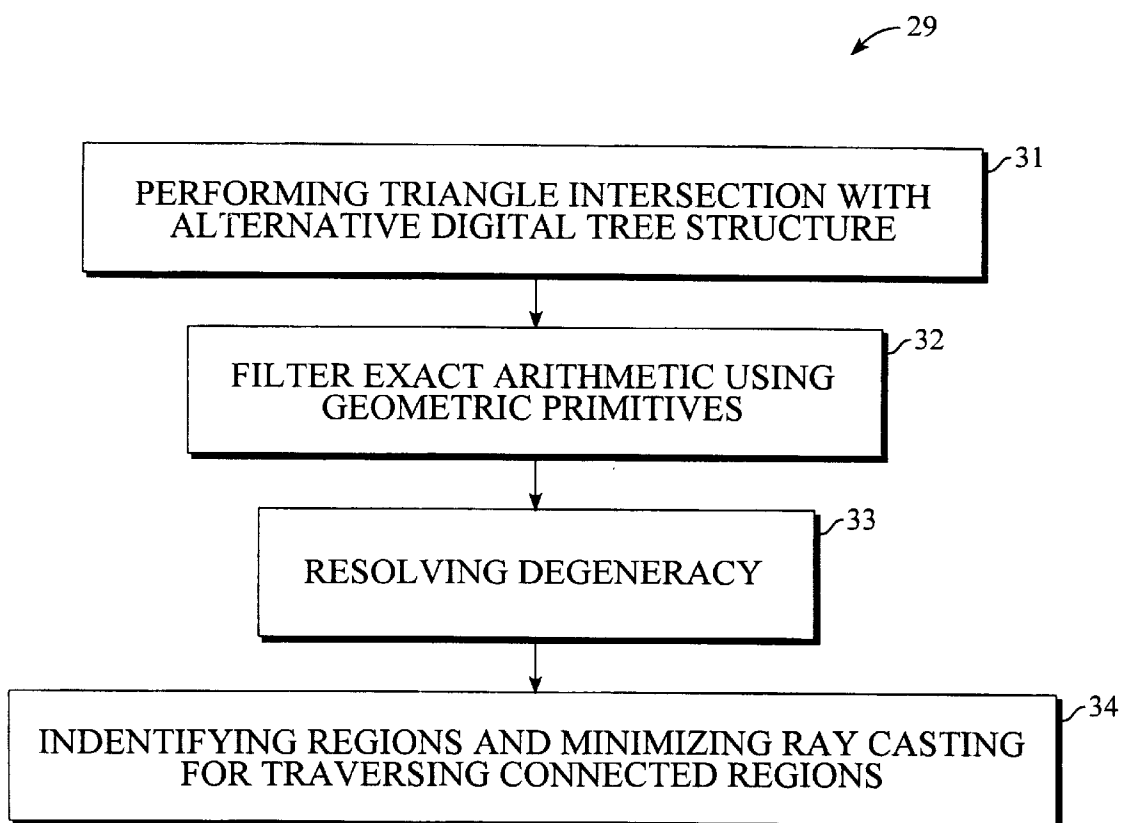 29
31
PERFORMING TRIANGLE INTERSECTION WITH
ALTERNATIVE DIGITAL TREE STRUCTURE
32
FILTER EXACT ARITHMETIC USING
GEOMETRIC PRIMITIVES
33
RESOLVING DEGENERACY
34
INDENTIFYING REGIONS AND MINIMIZING RAY CASTING
FOR TRAVERSING CONNECTED REGIONS